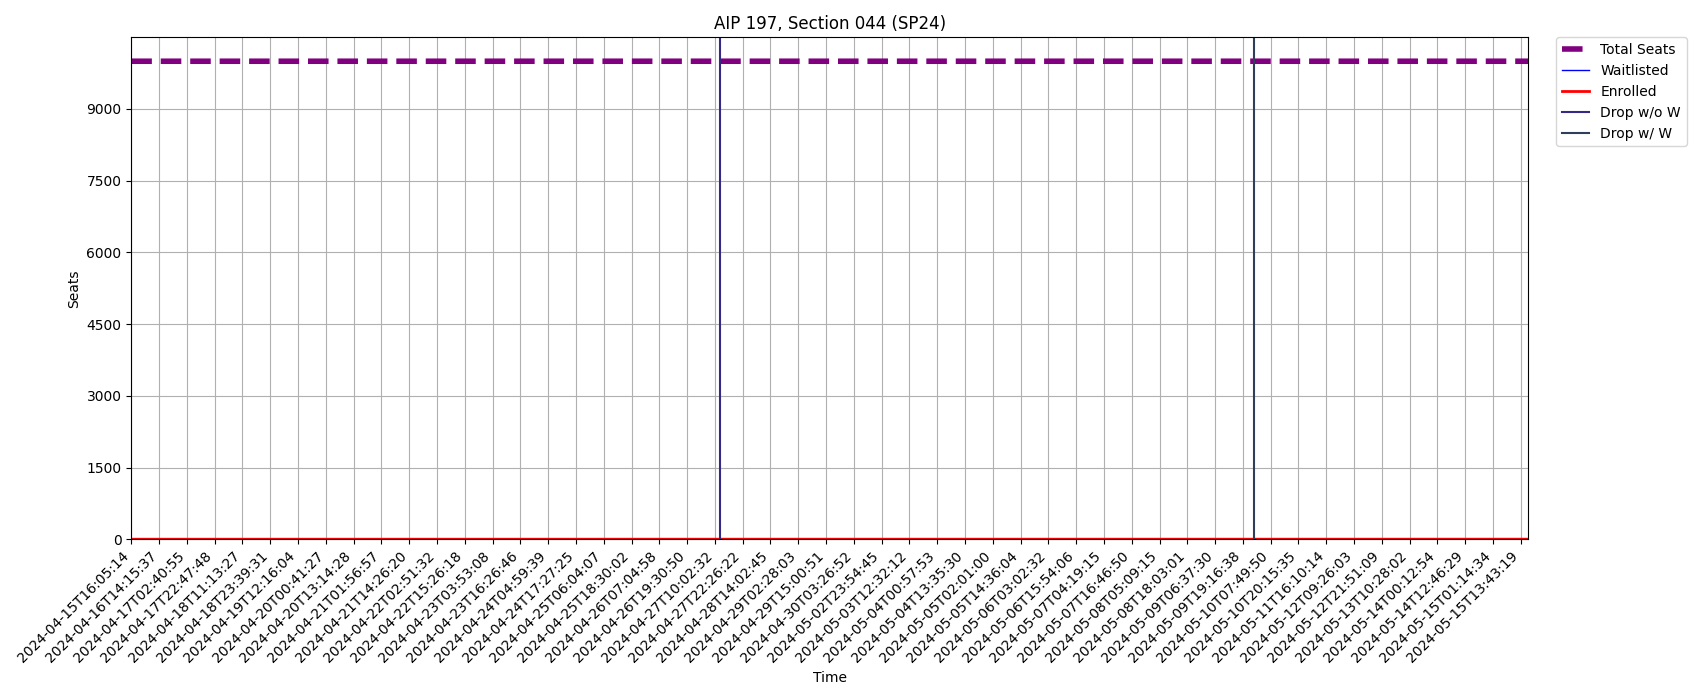 AIP 197, Section 044 (SP24)
Total Seats
Waitlisted
Enrolled
Drop w/o W
Drop w/ W
9000
7500
6000
4500
3000
1500
0
Seats
2024-04-15T16:05:14
2024-04-16T14:15:37
2024-04-17T02:40:55
2024-04-17T22:47:48
2024-04-18T11:13:27
2024-04-18T23:39:31
2024-04-19T12:16:04
2024-04-20T00:41:27
2024-04-20T13:14:28
2024-04-21T01:56:57
2024-04-21T14:26:20
2024-04-22T02:51:32
2024-04-22T15:26:18
2024-04-23T03:53:08
2024-04-23T16:26:46
2024-04-24T04:59:39
2024-04-24T17:27:25
2024-04-25T06:04:07
2024-04-25T18:30:02
2024-04-26T07:04:58
2024-04-26T19:30:50
2024-04-27T10:02:32
2024-04-27T22:26:22
2024-04-28T14:02:45
2024-04-29T02:28:03
2024-04-29T15:00:51
2024-04-30T03:26:52
2024-05-02T23:54:45
2024-05-03T12:32:12
2024-05-04T00:57:53
2024-05-04T13:35:30
2024-05-05T02:01:00
2024-05-05T14:36:04
2024-05-06T03:02:32
2024-05-06T15:54:06
2024-05-07T04:19:15
2024-05-07T16:46:50
2024-05-08T05:09:15
2024-05-08T18:03:01
2024-05-09T06:37:30
2024-05-09T19:16:38
2024-05-10T07:49:50
2024-05-10T20:15:35
2024-05-11T16:10:14
2024-05-12T09:26:03
2024-05-12T21:51:09
2024-05-13T10:28:02
2024-05-14T00:12:54
2024-05-14T12:46:29
2024-05-15T01:14:34
2024-05-15T13:43:19
Time